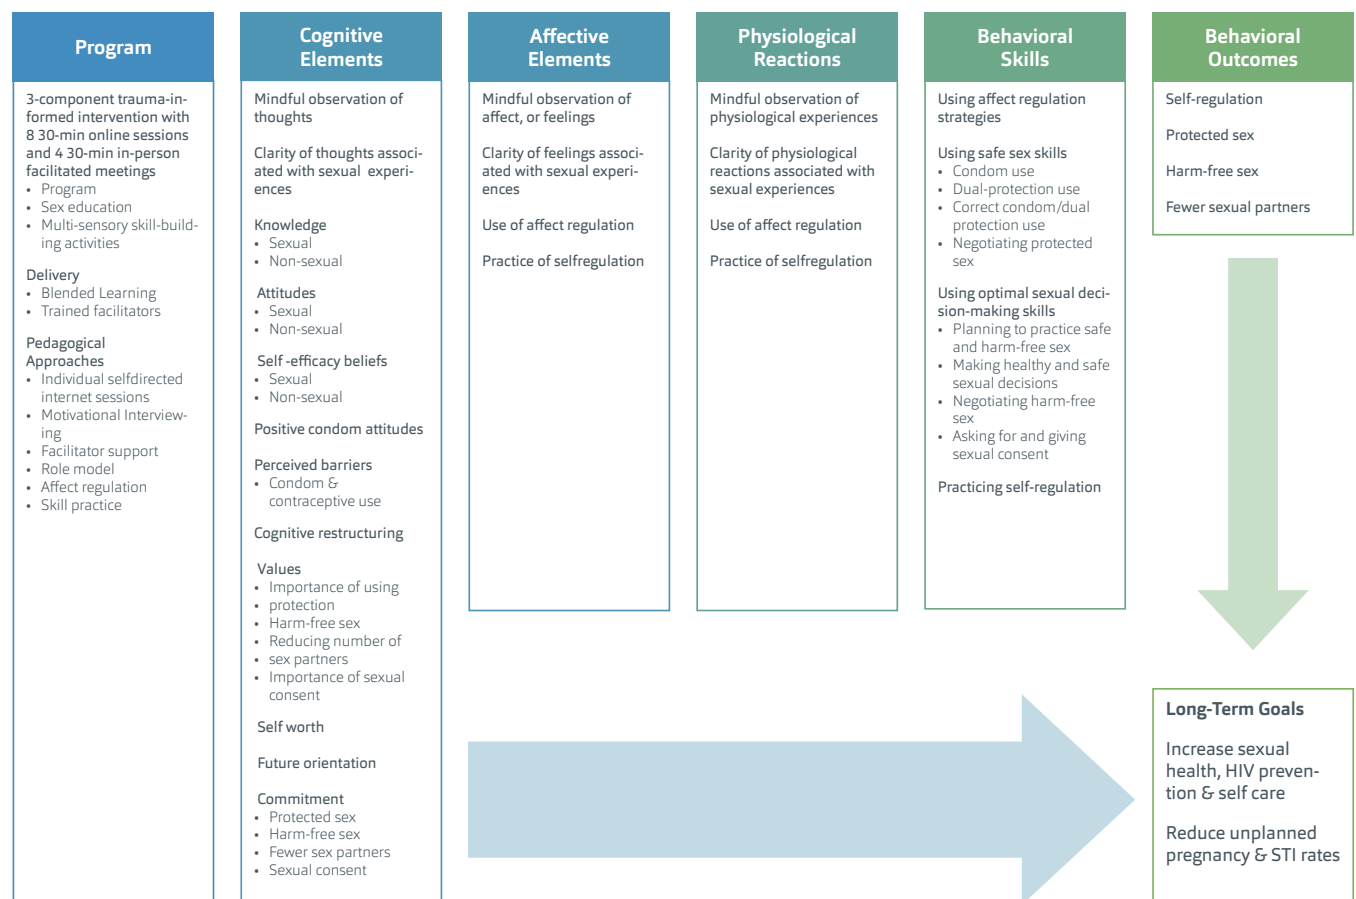 Program
3-component trauma-in-
formed intervention with
8 30-min online sessions
and 4 30-min in-person
facilitated meetings
• Program
• Sex education
• Multi-sensory skill-build-
ing activities
Delivery
• Blended Learning
• Trained facilitators
Pedagogical
Approaches
• Individual selfdirected
internet sessions
• Motivational Interview-
ing
• Facilitator support
• Role model
• Affect regulation
• Skill practice
Cognitive
Elements
Mindful observation of
thoughts
Clarity of thoughts associ-
ated with sexual experi-
ences
Knowledge
• Sexual
• Non-sexual
Attitudes
• Sexual
• Non-sexual
Self -efficacy beliefs
• Sexual
• Non-sexual
Positive condom attitudes
Perceived barriers
• Condom &
contraceptive use
Cognitive restructuring
Values
• Importance of using
• protection
• Harm-free sex
• Reducing number of
• sex partners
• Importance of sexual
consent
Self worth
Future orientation
Commitment
• Protected sex
• Harm-free sex
• Fewer sex partners
• Sexual consent
Affective
Elements
Mindful observation of
affect, or feelings
Clarity of feelings associ-
ated with sexual experi-
ences
Use of affect regulation
Practice of selfregulation
Physiological
Reactions
Mindful observation of
physiological experiences
Clarity of physiological
reactions associated with
sexual experiences
Use of affect regulation
Practice of selfregulation
Behavioral
Skills
Using affect regulation
strategies
Using safe sex skills
• Condom use
• Dual-protection use
• Correct condom/dual
protection use
• Negotiating protected
sex
Using optimal sexual deci-
sion-making skills
• Planning to practice safe
and harm-free sex
• Making healthy and safe
sexual decisions
• Negotiating harm-free
sex
• Asking for and giving
sexual consent
Practicing self-regulation
Behavioral
Outcomes
Self-regulation
Protected sex
Harm-free sex
Fewer sexual partners
Long-Term Goals
Increase sexual
health, HIV preven-
tion & self care
Reduce unplanned
pregnancy & STI rates